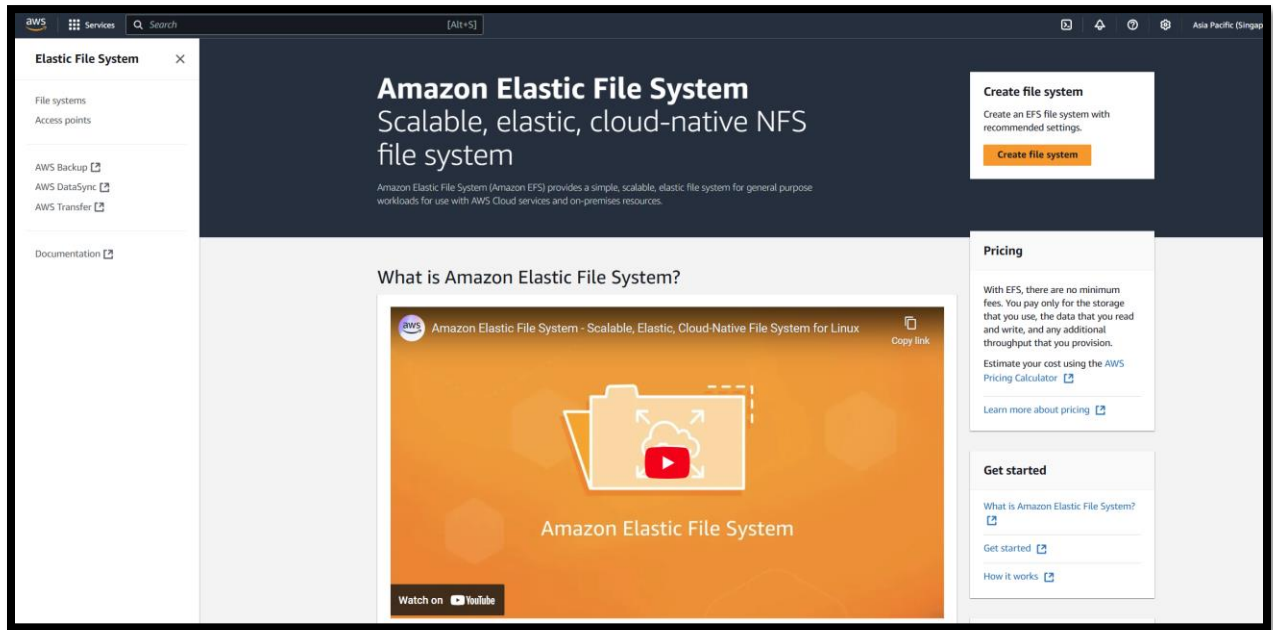 aws
Services
Search
[Alt+S]
Asia Pacific (Singap
Elastic File System
File systems
Access points
AWS Backup
AWS DataSync
AWS Transfer
Documentation
Amazon Elastic File System
Scalable, elastic, cloud-native NFS
file system
Amazon Elastic File System (Amazon EFS) provides a simple, scalable, elastic file system for general purpose
workloads for use with AWS Cloud services and on-premises resources.
Create file system
Create an EFS file system with
recommended settings.
Create file system
What is Amazon Elastic File System?
aws
Amazon Elastic File System - Scalable, Elastic, Cloud-Native File System for Linux
Copy link
Amazon Elastic File System
Watch on YouTube
Pricing
With EFS, there are no minimum
fees. You pay only for the storage
that you use, the data that you read
and write, and any additional
throughput that you provision.
Estimate your cost using the AWS
Pricing Calculator
Learn more about pricing
Get started
What is Amazon Elastic File System?
Get started
How it works